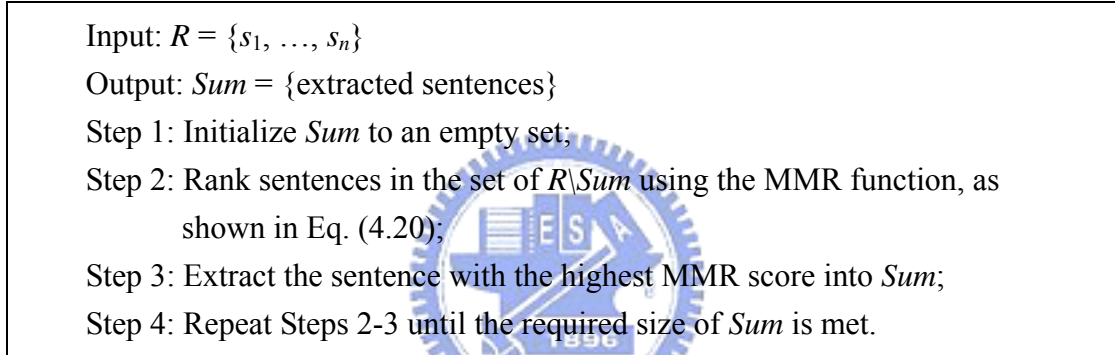 Input: R = {s1, …, sn}
Output: Sum = {extracted sentences}
Step 1: Initialize Sum to an empty set;
Step 2: Rank sentences in the set of R\Sum using the MMR function, as
shown in Eq. (4.20);
Step 3: Extract the sentence with the highest MMR score into Sum;
Step 4: Repeat Steps 2-3 until the required size of Sum is met.
ESA
1896